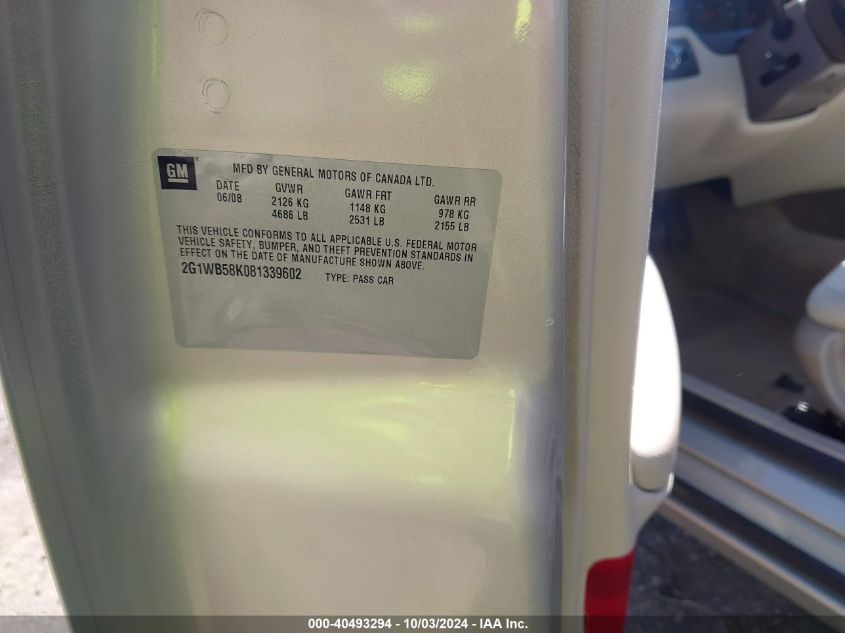 GM MFD BY GENERAL MOTORS OF CANADA LTD.
DATE GVWR GAWR FRT GAWR RR
06/08 2126 KG 1148 KG 978 KG
4686 LB 2531 LB 2155 LB
THIS VEHICLE CONFORMS TO ALL APPLICABLE U.S. FEDERAL MOTOR
VEHICLE SAFETY, BUMPER, AND THEFT PREVENTION STANDARDS IN
EFFECT ON THE DATE OF MANUFACTURE SHOWN ABOVE.
2G1WB58K081339602 TYPE: PASS CAR
000-40493294 - 10/03/2024 - IAA Inc.